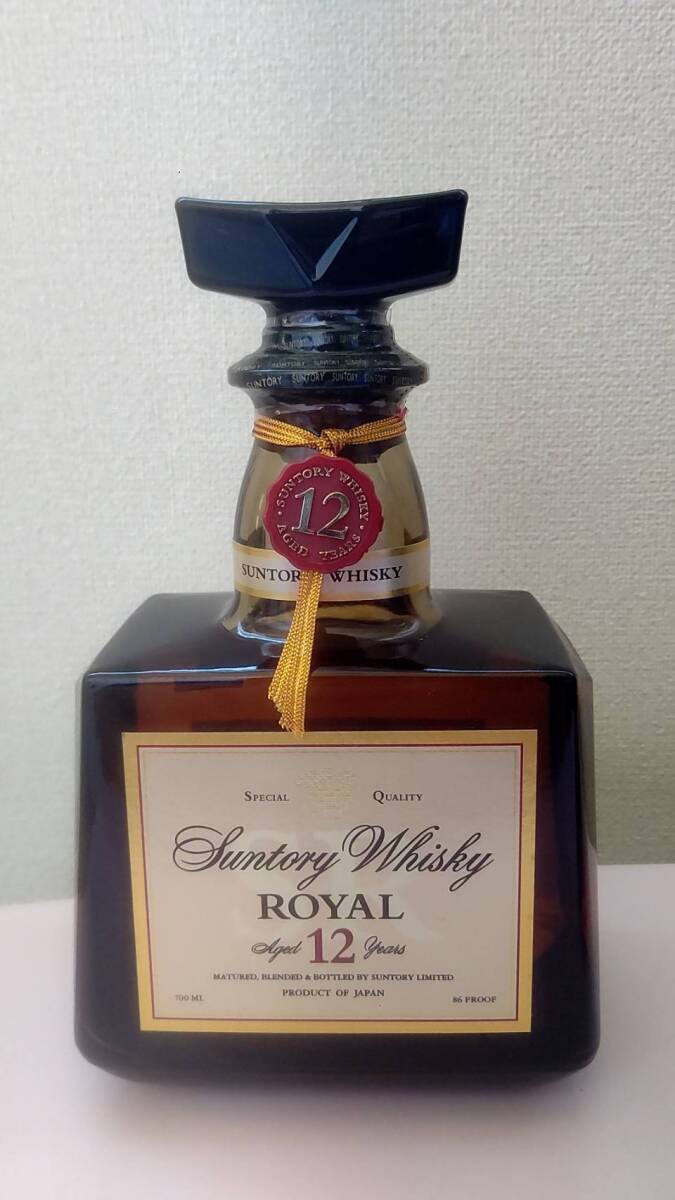 SUNTORY SUNTORY SUNTORY SUNTORY
SUNTORY WHISKY
12
AGED YEARS
SUNTORY WHISKY
SPECIAL QUALITY
Suntory Whisky
ROYAL
Aged 12 Years
MATURED, BLENDED & BOTTLED BY SUNTORY LIMITED
PRODUCT OF JAPAN
700 ML 86 PROOF